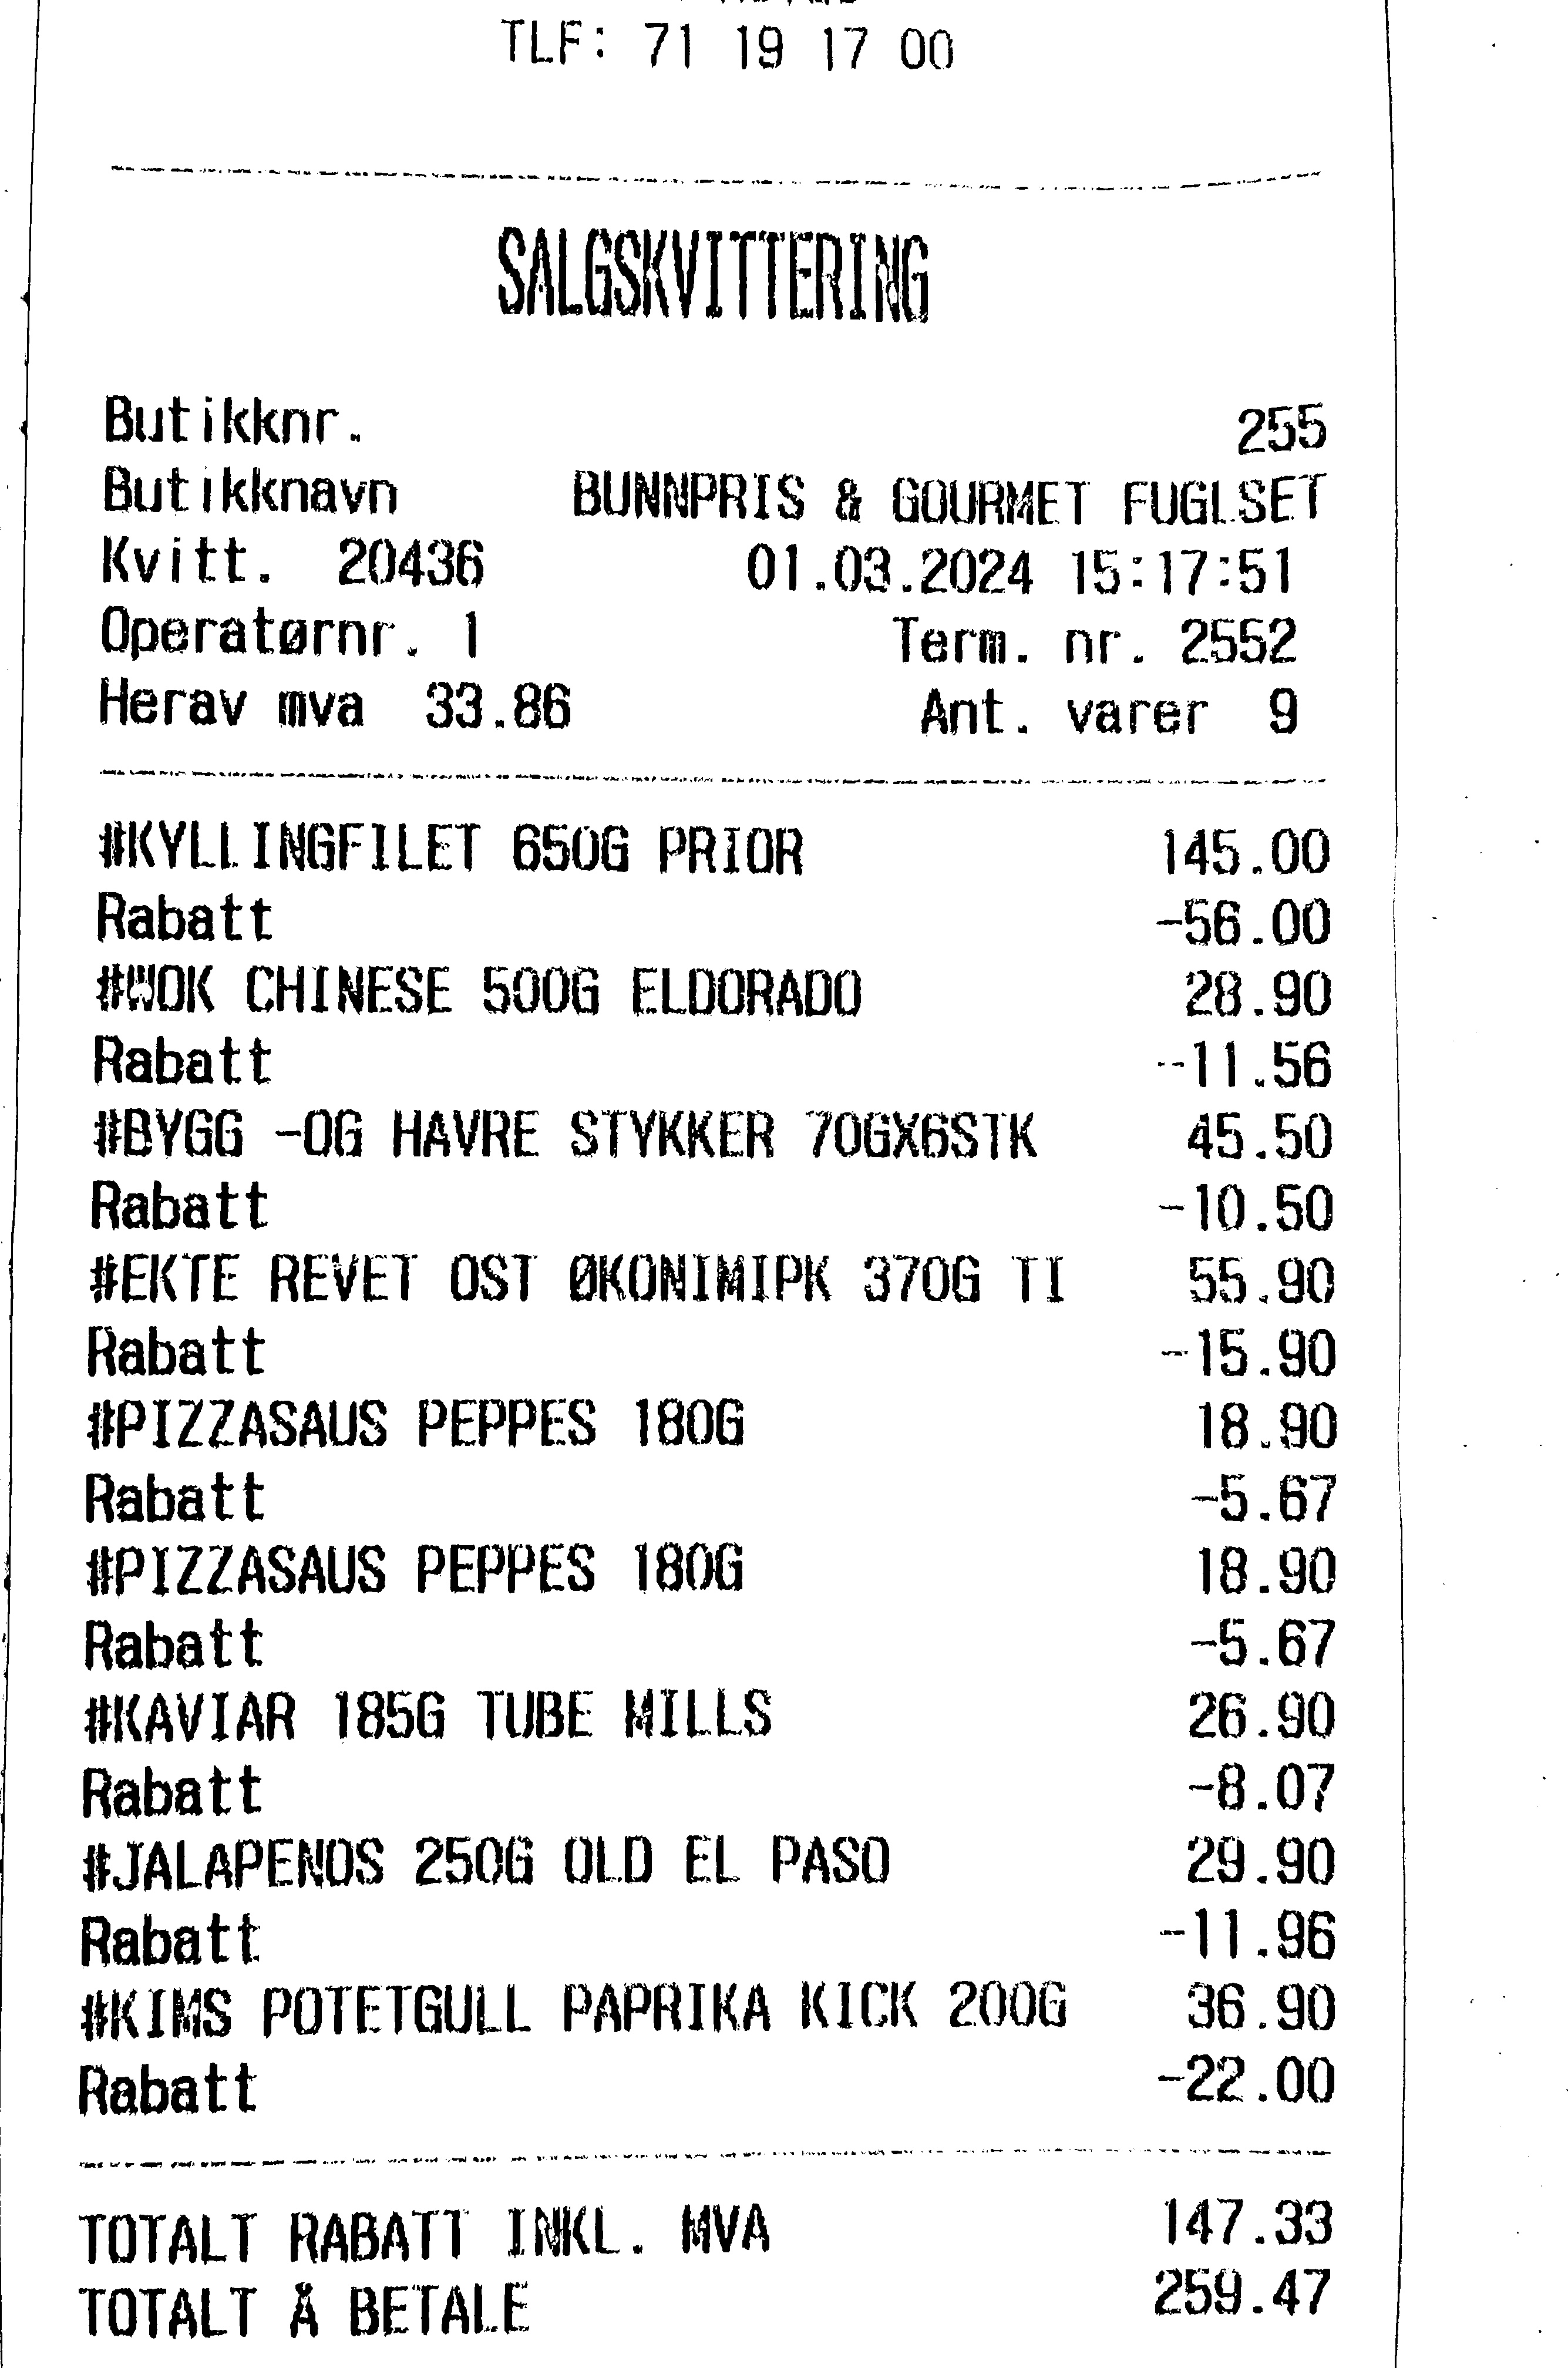 TLF: 71 19 17 00
SALGSKVITTERING
Butikknr. 255
Butikknavn BUNNPRIS & GOURMET FUGLSET
Kvitt. 20436 01.03.2024 15:17:51
Operatørnr. 1 Term. nr. 2552
Herav mva 33.86 Ant. varer 9
#KYLLINGFILET 650G PRIOR 145.00
Rabatt -56.00
#WOK CHINESE 500G ELDORADO 28.90
Rabatt -11.56
#BYGG -OG HAVRE STYKKER 70GX6STK 45.50
Rabatt -10.50
#EKTE REVET OST ØKONIMIPK 370G TI 55.90
Rabatt -15.90
#PIZZASAUS PEPPES 180G 18.90
Rabatt -5.67
#PIZZASAUS PEPPES 180G 18.90
Rabatt -5.67
#KAVIAR 185G TUBE MILLS 26.90
Rabatt -8.07
#JALAPENOS 250G OLD EL PASO 29.90
Rabatt -11.96
#KIMS POTETGULL PAPRIKA KICK 200G 36.90
Rabatt -22.00
TOTALT RABATT INKL. MVA 147.33
TOTALT Å BETALE 259.47